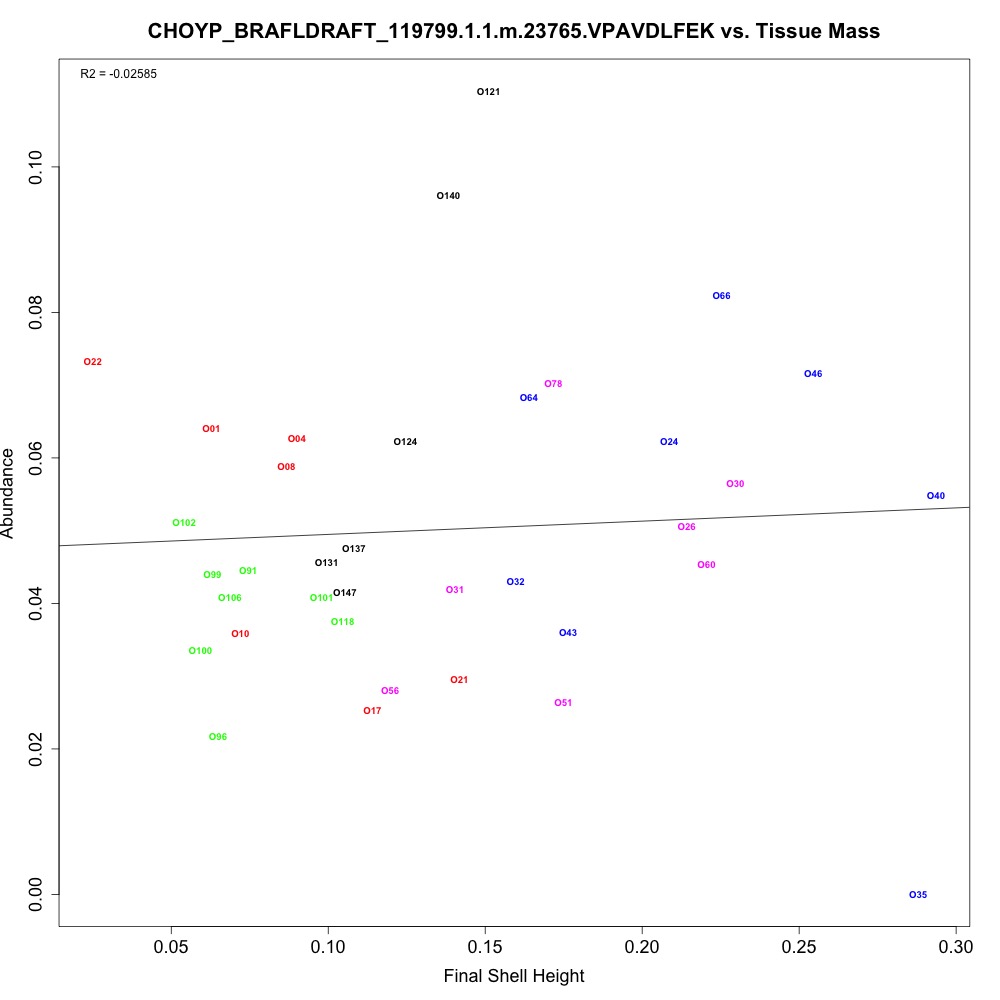 CHOYP_BRAFLDRAFT_119799.1.1.m.23765.VPAVDLFEK vs. Tissue Mass
R2 = -0.02585
O121
O140
O66
O22
O46
O78
O64
O01
O04
O124
O24
O08
O30
O40
O102
O26
O137
O131
O60
O91
O99
O32
O31
O147
O106
O101
O118
O10
O43
O100
O21
O56
O51
O17
O96
O35
0.00
0.02
0.04
0.06
0.08
0.10
Abundance
0.05 0.10 0.15 0.20 0.25 0.30
Final Shell Height